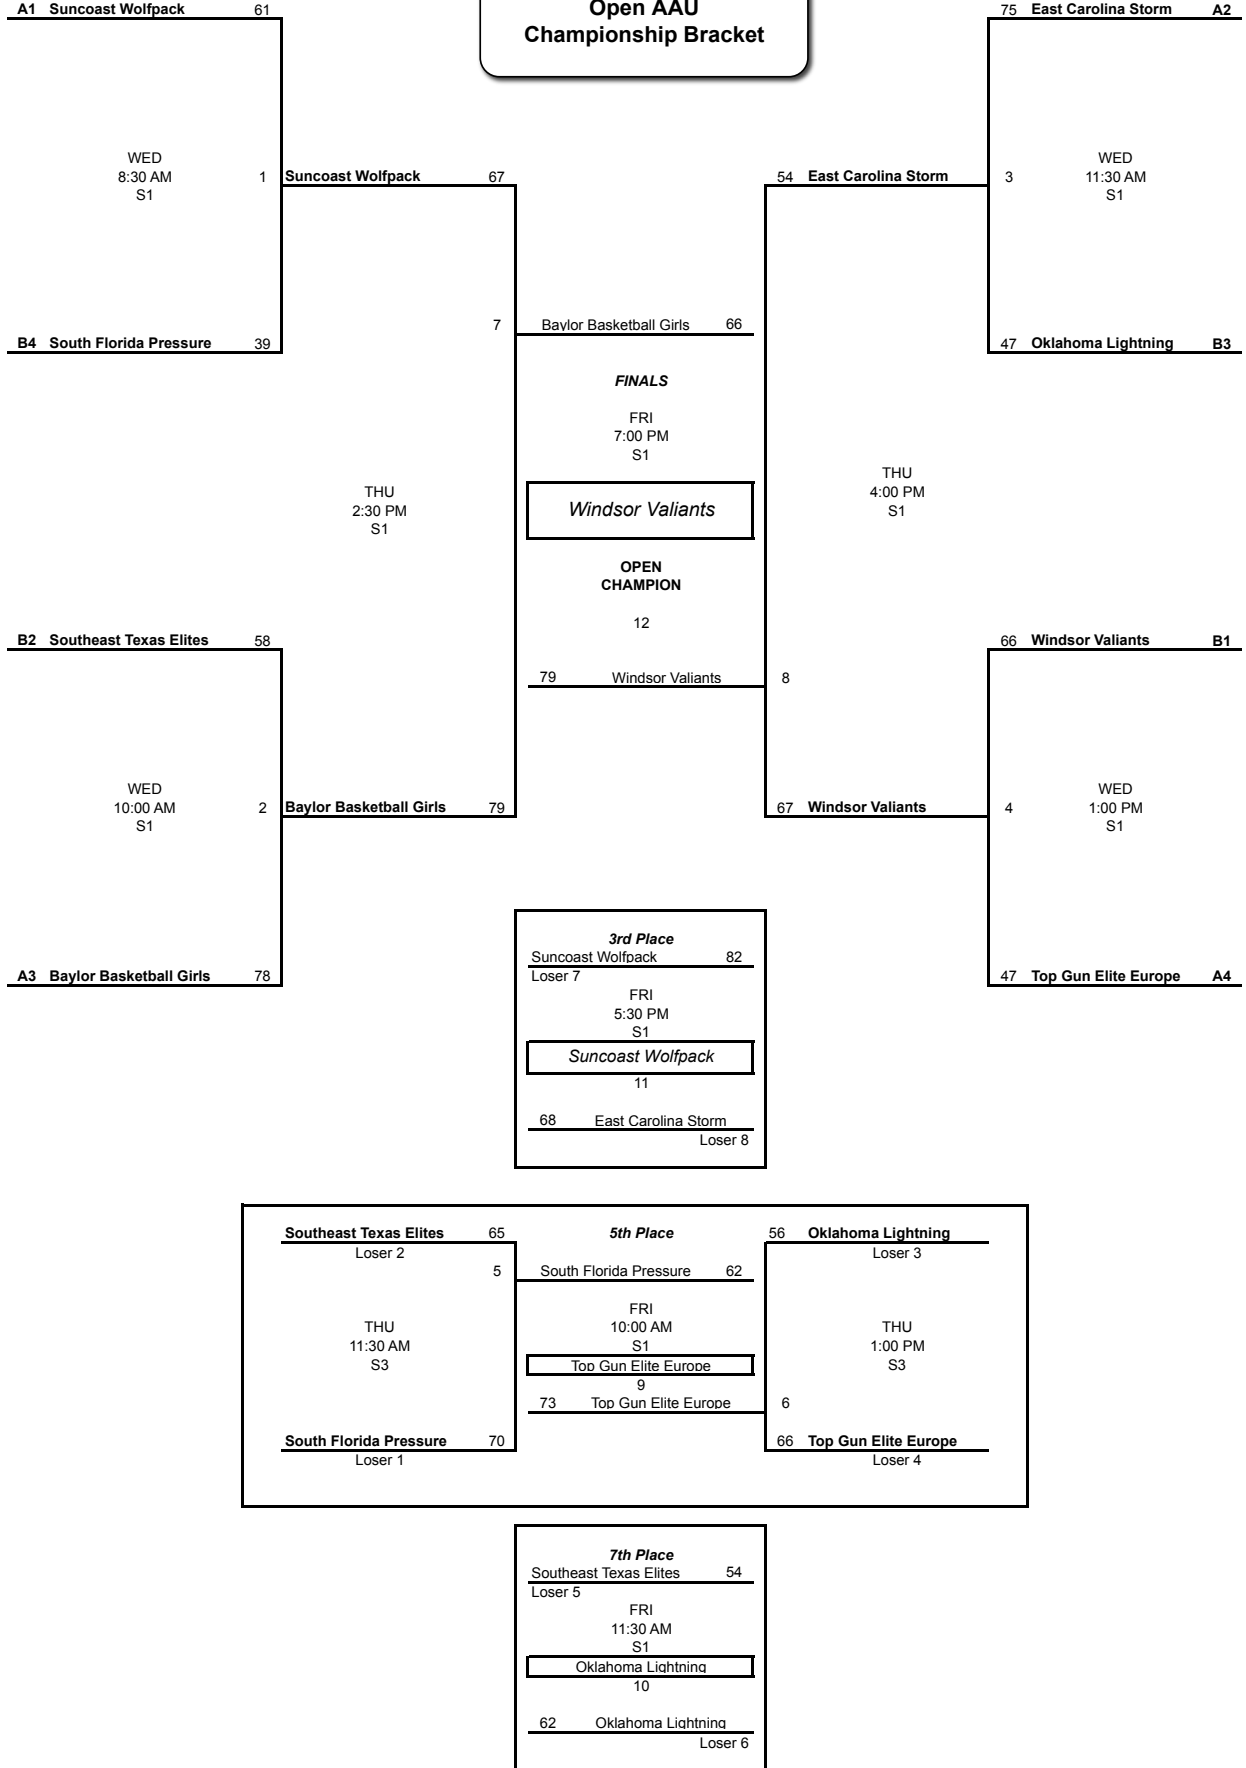 Open AAU
Championship Bracket
A1 Suncoast Wolfpack 61
75 East Carolina Storm A2
WED
8:30 AM
S1
1 Suncoast Wolfpack 67
54 East Carolina Storm 3
WED
11:30 AM
S1
7 Baylor Basketball Girls 66
B4 South Florida Pressure 39
47 Oklahoma Lightning B3
FINALS
FRI
7:00 PM
S1
THU
2:30 PM
S1
Windsor Valiants
THU
4:00 PM
S1
OPEN
CHAMPION
12
B2 Southeast Texas Elites 58
66 Windsor Valiants B1
79 Windsor Valiants 8
WED
10:00 AM
S1
2 Baylor Basketball Girls 79
67 Windsor Valiants 4
WED
1:00 PM
S1
A3 Baylor Basketball Girls 78
47 Top Gun Elite Europe A4
3rd Place
Suncoast Wolfpack 82
Loser 7
FRI
5:30 PM
S1
Suncoast Wolfpack
11
68 East Carolina Storm
Loser 8
Southeast Texas Elites 65
Loser 2
5th Place
56 Oklahoma Lightning
Loser 3
5 South Florida Pressure 62
THU
11:30 AM
S3
FRI
10:00 AM
S1
Top Gun Elite Europe
9
THU
1:00 PM
S3
73 Top Gun Elite Europe 6
South Florida Pressure 70
Loser 1
66 Top Gun Elite Europe
Loser 4
7th Place
Southeast Texas Elites 54
Loser 5
FRI
11:30 AM
S1
Oklahoma Lightning
10
62 Oklahoma Lightning
Loser 6